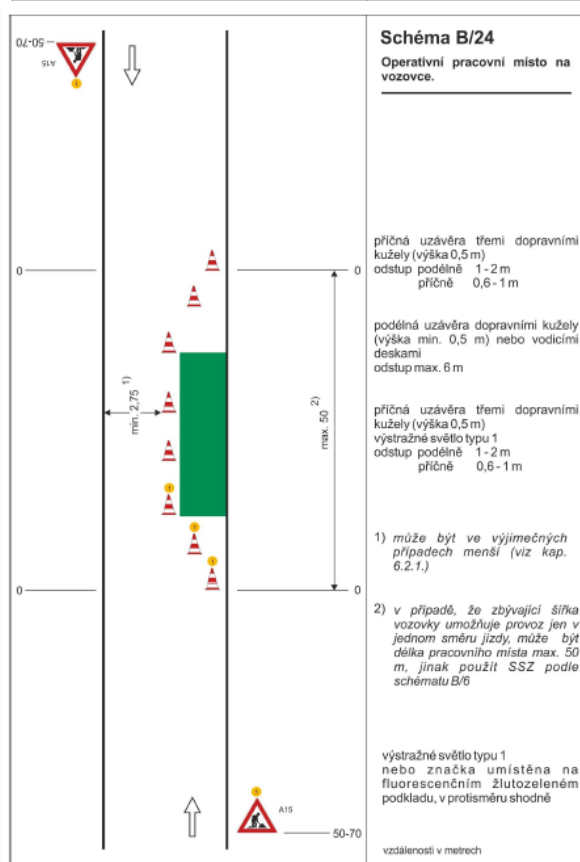 Schéma B/24
Operativní pracovní místo na
vozovce.
50-70
A15
1
příčná uzávěra třemi dopravními
kužely (výška 0,5 m)
odstup podélně 1 - 2 m
příčně 0,6 - 1 m
0
0
podélná uzávěra dopravními kužely
(výška min. 0,5 m) nebo vodicími
deskami
odstup max. 6 m
min. 2,75 1)
max. 50 2)
příčná uzávěra třemi dopravními
kužely (výška 0,5 m)
výstražné světlo typu 1
odstup podélně 1 - 2 m
příčně 0,6 - 1 m
1
1
1
0
0
1) může být ve výjimečných
případech menší (viz kap.
6.2.1.)
2) v případě, že zbývající šířka
vozovky umožňuje provoz jen v
jednom směru jízdy, může být
délka pracovního místa max. 50
m, jinak použít SSZ podle
schématu B/6
výstražné světlo typu 1
nebo značka umístěna na
fluorescenčním žlutozeleném
podkladu, v protisměru shodně
1
A15
50-70
vzdálenosti v metrech